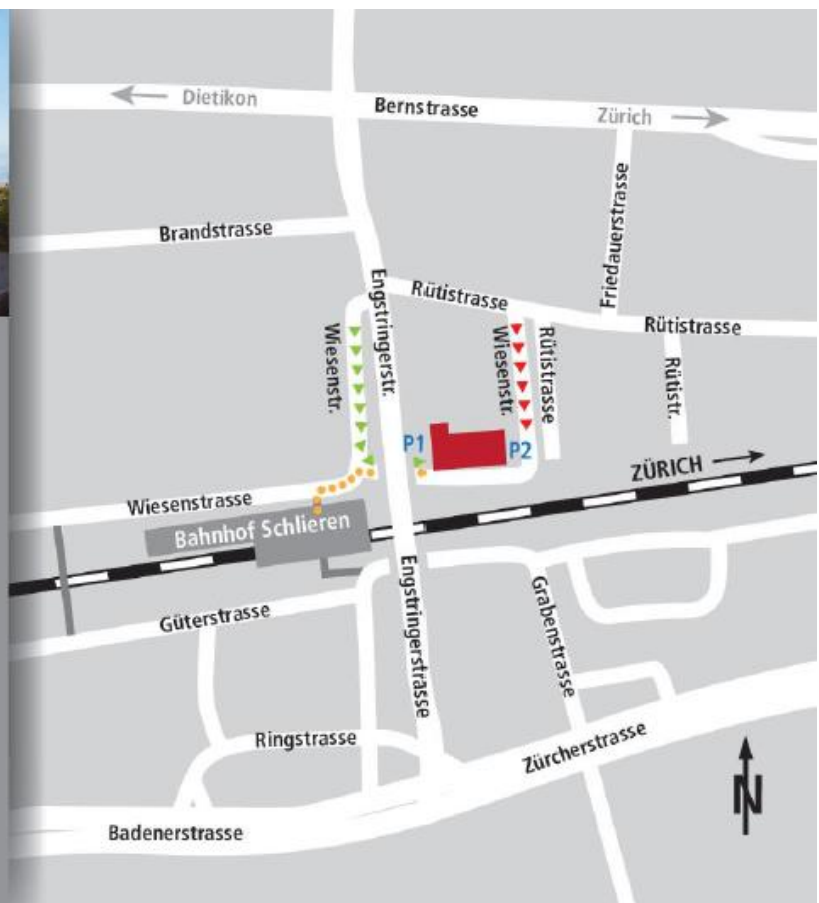 Dietikon
Bernstrasse
Zürich
Brandstrasse
Friedauerstrasse
Engstringerstr.
Rütistrasse
Rütistrasse
Wiesenstr.
Wiesenstr.
Rütistrasse
Rütistr.
P1
P2
ZÜRICH
Wiesenstrasse
Bahnhof Schlieren
Güterstrasse
Engstringerstrasse
Grabenstrasse
Ringstrasse
Zürcherstrasse
N
Badenerstrasse